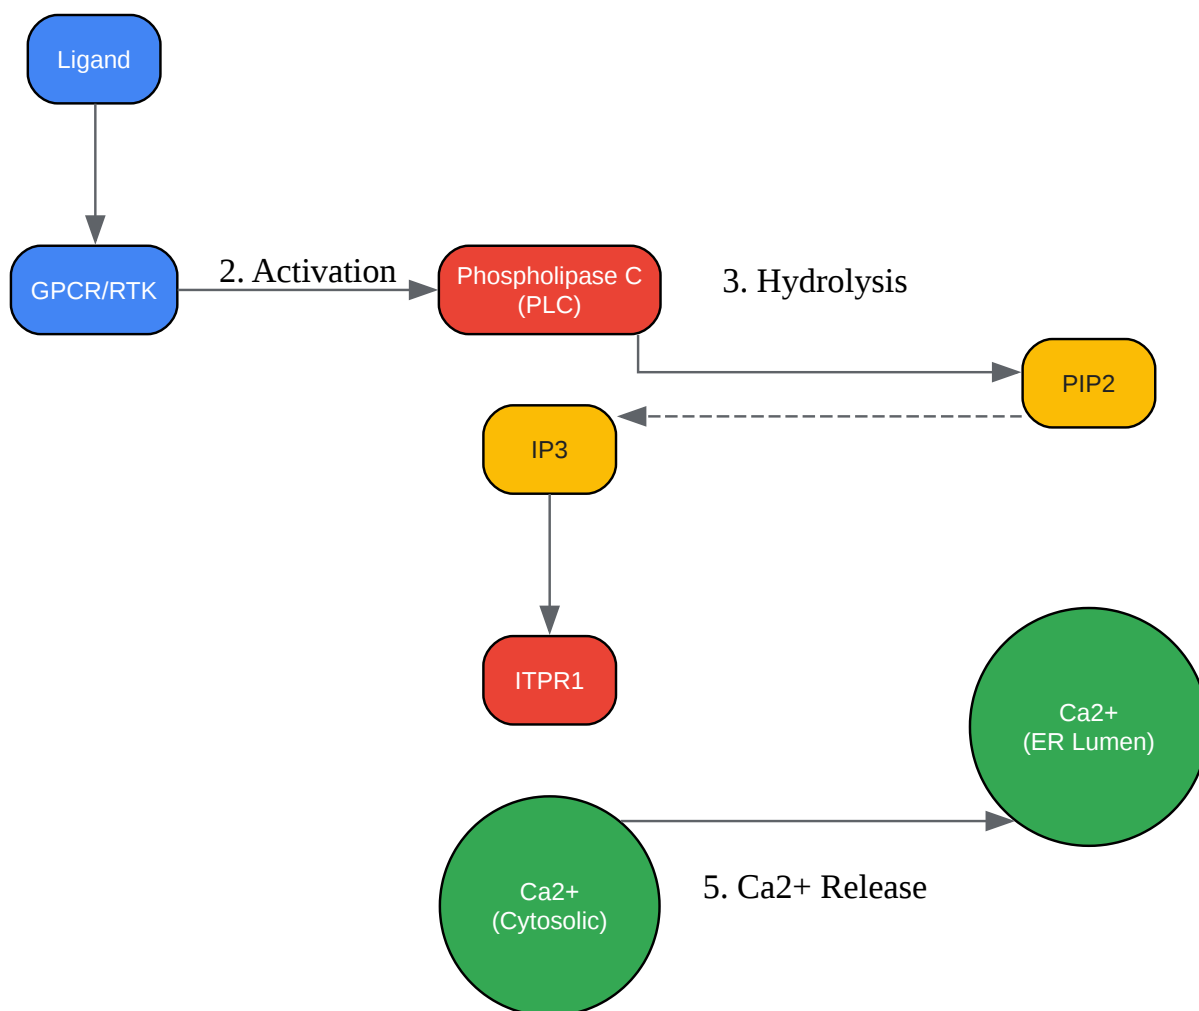 Ligand
GPCR/RTK
2. Activation
Phospholipase C
(PLC)
3. Hydrolysis
PIP2
IP3
ITPR1
Ca2+
(ER Lumen)
Ca2+
(Cytosolic)
5. Ca2+ Release